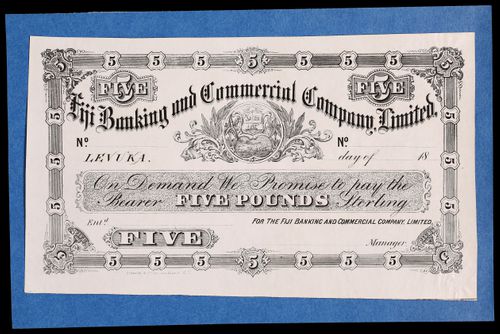 5 5 5 5 5 5 5
FIVE 5 FIVE 5
Fiji Banking and Commercial Company, Limited.
Nº Nº
LEVUKA. day of 18
On Demand We Promise to pay the
Bearer FIVE POUNDS Sterling
Entd FOR THE FIJI BANKING AND COMMERCIAL COMPANY, LIMITED,
FIVE
Manager
5 5 5 5 5 5 5